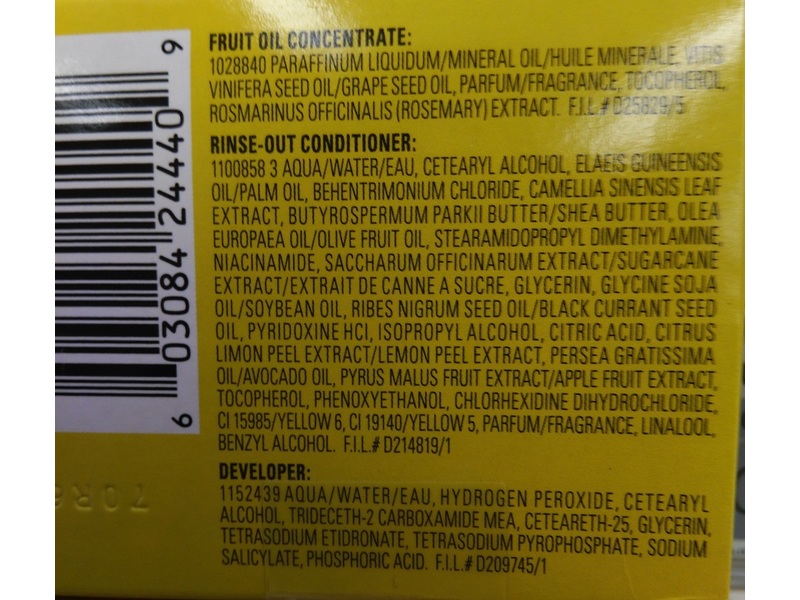 FRUIT OIL CONCENTRATE:
1028840 PARAFFINUM LIQUIDUM/MINERAL OIL/HUILE MINERALE, VITIS
VINIFERA SEED OIL/GRAPE SEED OIL, PARFUM/FRAGRANCE, TOCOPHEROL,
ROSMARINUS OFFICINALIS (ROSEMARY) EXTRACT. F.I.L.# D25829/5
RINSE-OUT CONDITIONER:
1100858 3 AQUA/WATER/EAU, CETEARYL ALCOHOL, ELAEIS GUINEENSIS
OIL/PALM OIL, BEHENTRIMONIUM CHLORIDE, CAMELLIA SINENSIS LEAF
EXTRACT, BUTYROSPERMUM PARKII BUTTER/SHEA BUTTER, OLEA
EUROPAEA OIL/OLIVE FRUIT OIL, STEARAMIDOPROPYL DIMETHYLAMINE,
NIACINAMIDE, SACCHARUM OFFICINARUM EXTRACT/SUGARCANE
EXTRACT/EXTRAIT DE CANNE A SUCRE, GLYCERIN, GLYCINE SOJA
OIL/SOYBEAN OIL, RIBES NIGRUM SEED OIL/BLACK CURRANT SEED
OIL, PYRIDOXINE HCI, ISOPROPYL ALCOHOL, CITRIC ACID, CITRUS
LIMON PEEL EXTRACT/LEMON PEEL EXTRACT, PERSEA GRATISSIMA
OIL/AVOCADO OIL, PYRUS MALUS FRUIT EXTRACT/APPLE FRUIT EXTRACT,
TOCOPHEROL, PHENOXYETHANOL, CHLORHEXIDINE DIHYDROCHLORIDE,
CI 15985/YELLOW 6, CI 19140/YELLOW 5, PARFUM/FRAGRANCE, LINALOOL,
BENZYL ALCOHOL. F.I.L.# D214819/1
DEVELOPER:
1152439 AQUA/WATER/EAU, HYDROGEN PEROXIDE, CETEARYL
ALCOHOL, TRIDECETH-2 CARBOXAMIDE MEA, CETEARETH-25, GLYCERIN,
TETRASODIUM ETIDRONATE, TETRASODIUM PYROPHOSPHATE, SODIUM
SALICYLATE, PHOSPHORIC ACID. F.I.L.# D209745/1
6 03084 24440 9